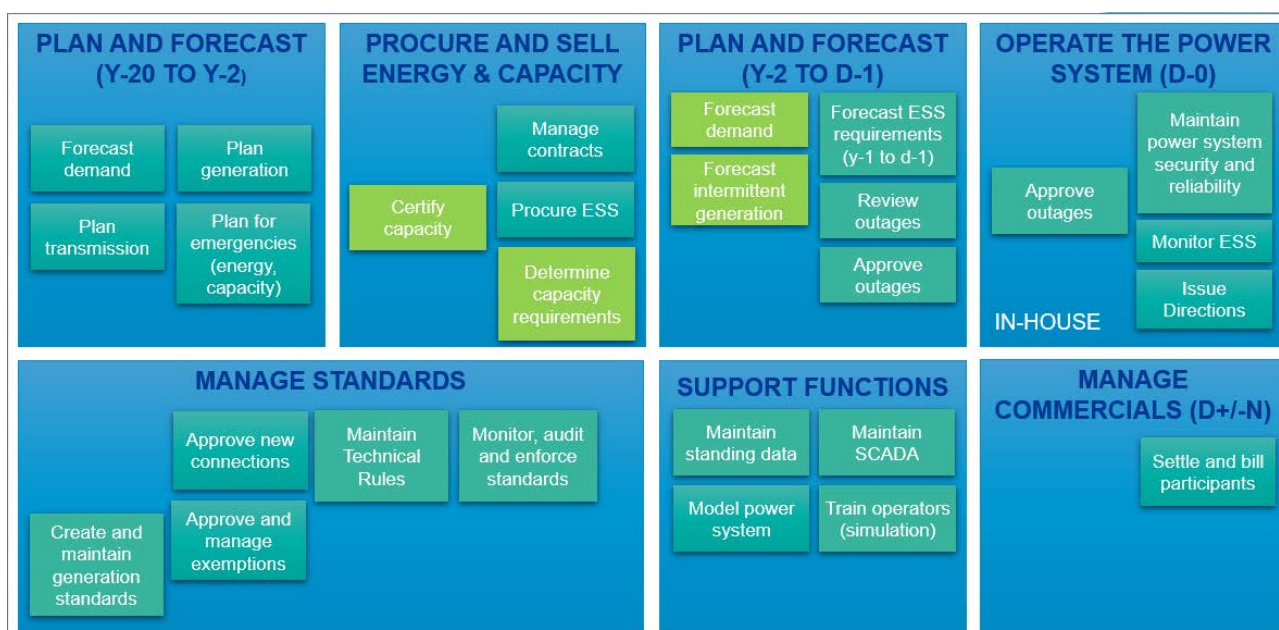 PLAN AND FORECAST
(Y-20 TO Y-2)
Forecast
demand
Plan
generation
Plan
transmission
Plan for
emergencies
(energy,
capacity)
PROCURE AND SELL
ENERGY & CAPACITY
Manage
contracts
Certify
capacity
Procure ESS
Determine
capacity
requirements
PLAN AND FORECAST
(Y-2 TO D-1)
Forecast
demand
Forecast ESS
requirements
(y-1 to d-1)
Forecast
intermittent
generation
Review
outages
Approve
outages
OPERATE THE POWER
SYSTEM (D-0)
Maintain
power system
security and
reliability
Approve
outages
Monitor ESS
Issue
Directions
IN-HOUSE
MANAGE STANDARDS
Approve new
connections
Maintain
Technical
Rules
Monitor, audit
and enforce
standards
Create and
maintain
generation
standards
Approve and
manage
exemptions
SUPPORT FUNCTIONS
Maintain
standing data
Maintain
SCADA
Model power
system
Train operators
(simulation)
MANAGE
COMMERCIALS (D+/-N)
Settle and bill
participants